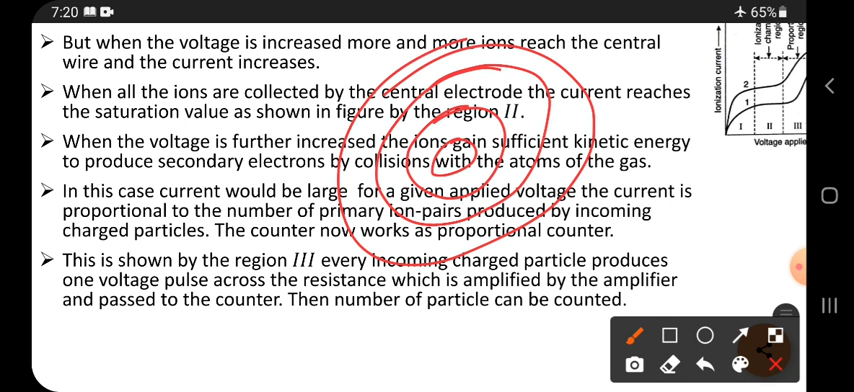 7:20
65%
➤ But when the voltage is increased more and more ions reach the central
wire and the current increases.
➤ When all the ions are collected by the central electrode the current reaches
the saturation value as shown in figure by the region II.
➤ When the voltage is further increased the ions gain sufficient kinetic energy
to produce secondary electrons by collisions with the atoms of the gas.
➤ In this case current would be large for a given applied voltage the current is
proportional to the number of primary ion-pairs produced by incoming
charged particles. The counter now works as proportional counter.
➤ This is shown by the region III every incoming charged particle produces
one voltage pulse across the resistance which is amplified by the amplifier
and passed to the counter. Then number of particle can be counted.
Ionization current
2
1
I II III
Voltage applie